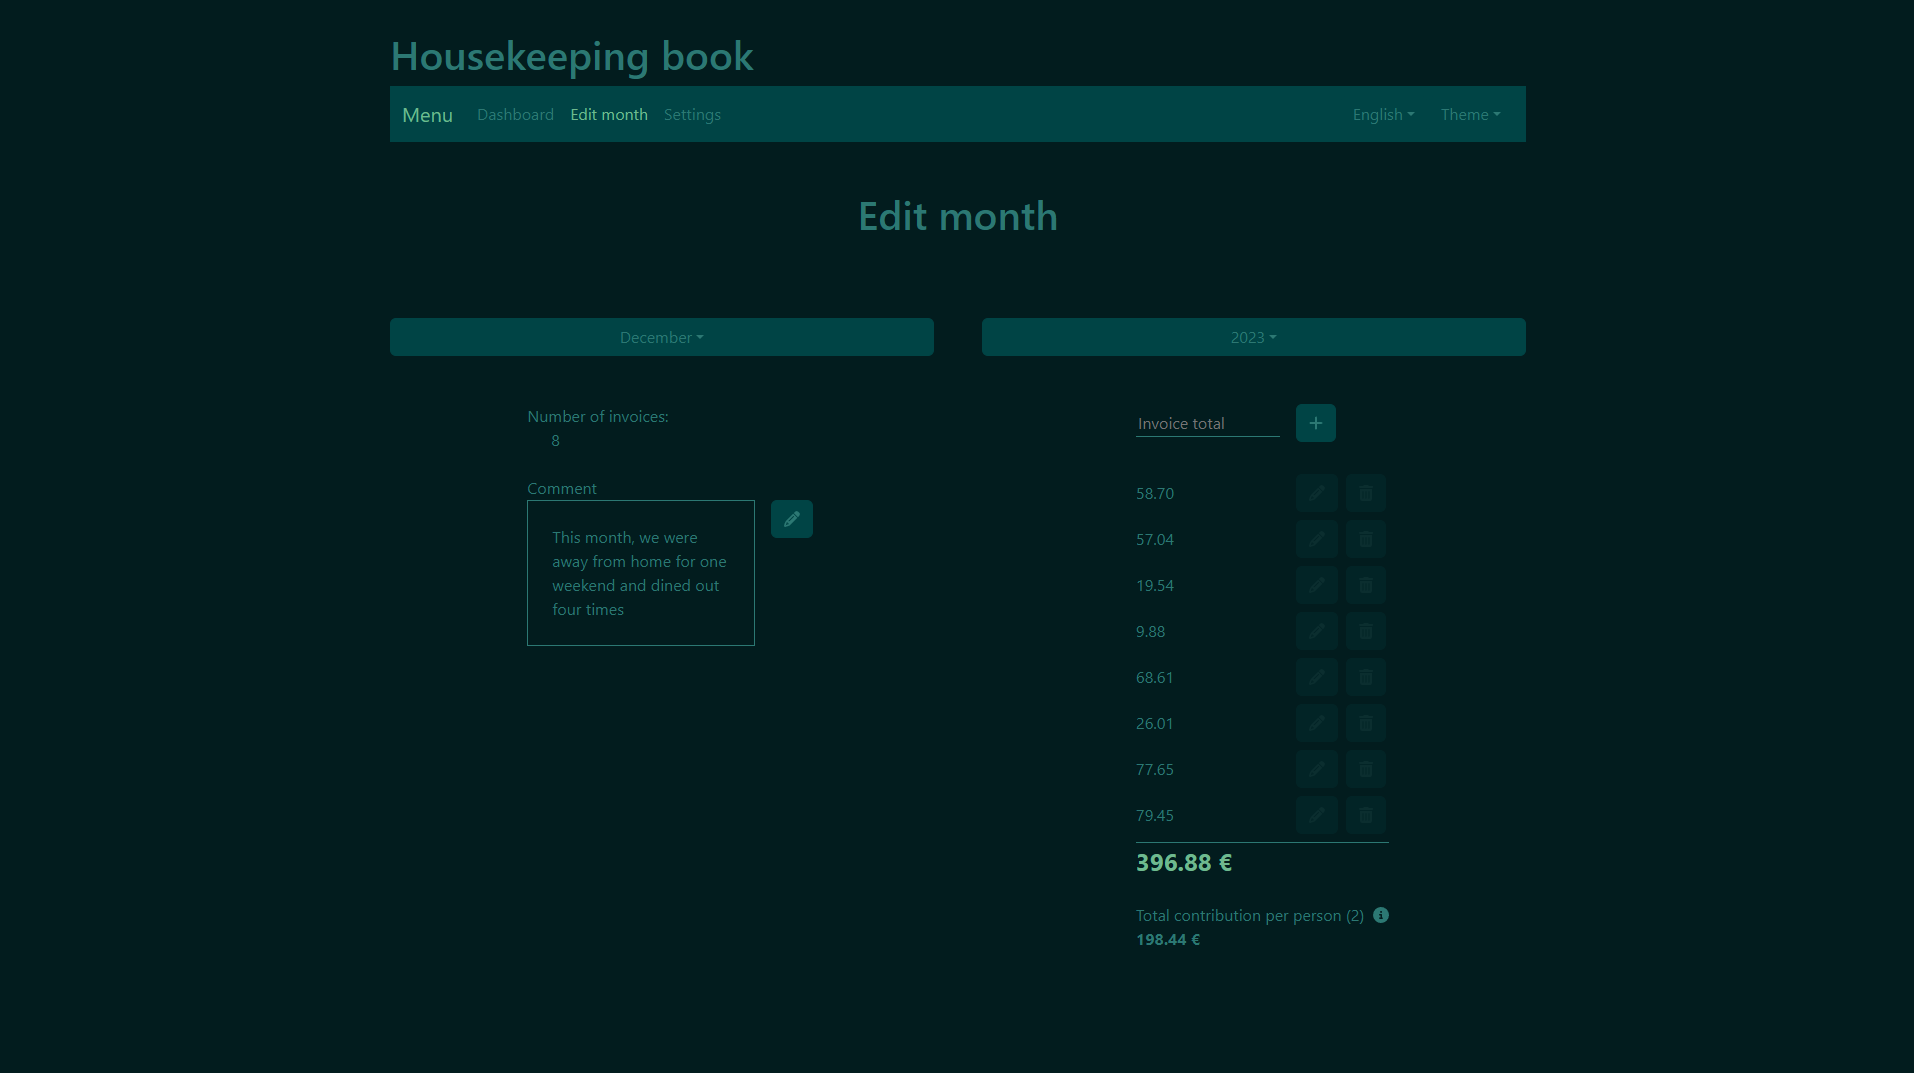 Housekeeping book
Menu Dashboard Edit month Settings English Theme
Edit month
December 2023
Number of invoices:
8
Comment
This month, we were
away from home for one
weekend and dined out
four times
Invoice total
58.70
57.04
19.54
9.88
68.61
26.01
77.65
79.45
396.88 €
Total contribution per person (2)
198.44 €